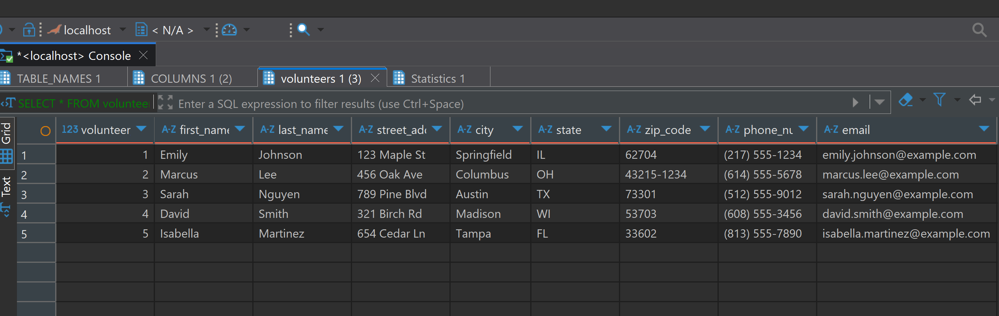 localhost < N/A >
*<localhost> Console
TABLE_NAMES 1 COLUMNS 1 (2) volunteers 1 (3) Statistics 1
SELECT * FROM voluntee Enter a SQL expression to filter results (use Ctrl+Space)
Grid
Text
123 volunteer A-Z first_name A-Z last_name A-Z street_add A-Z city A-Z state A-Z zip_code A-Z phone_nu A-Z email
1 1 Emily Johnson 123 Maple St Springfield IL 62704 (217) 555-1234 emily.johnson@example.com
2 2 Marcus Lee 456 Oak Ave Columbus OH 43215-1234 (614) 555-5678 marcus.lee@example.com
3 3 Sarah Nguyen 789 Pine Blvd Austin TX 73301 (512) 555-9012 sarah.nguyen@example.com
4 4 David Smith 321 Birch Rd Madison WI 53703 (608) 555-3456 david.smith@example.com
5 5 Isabella Martinez 654 Cedar Ln Tampa FL 33602 (813) 555-7890 isabella.martinez@example.com